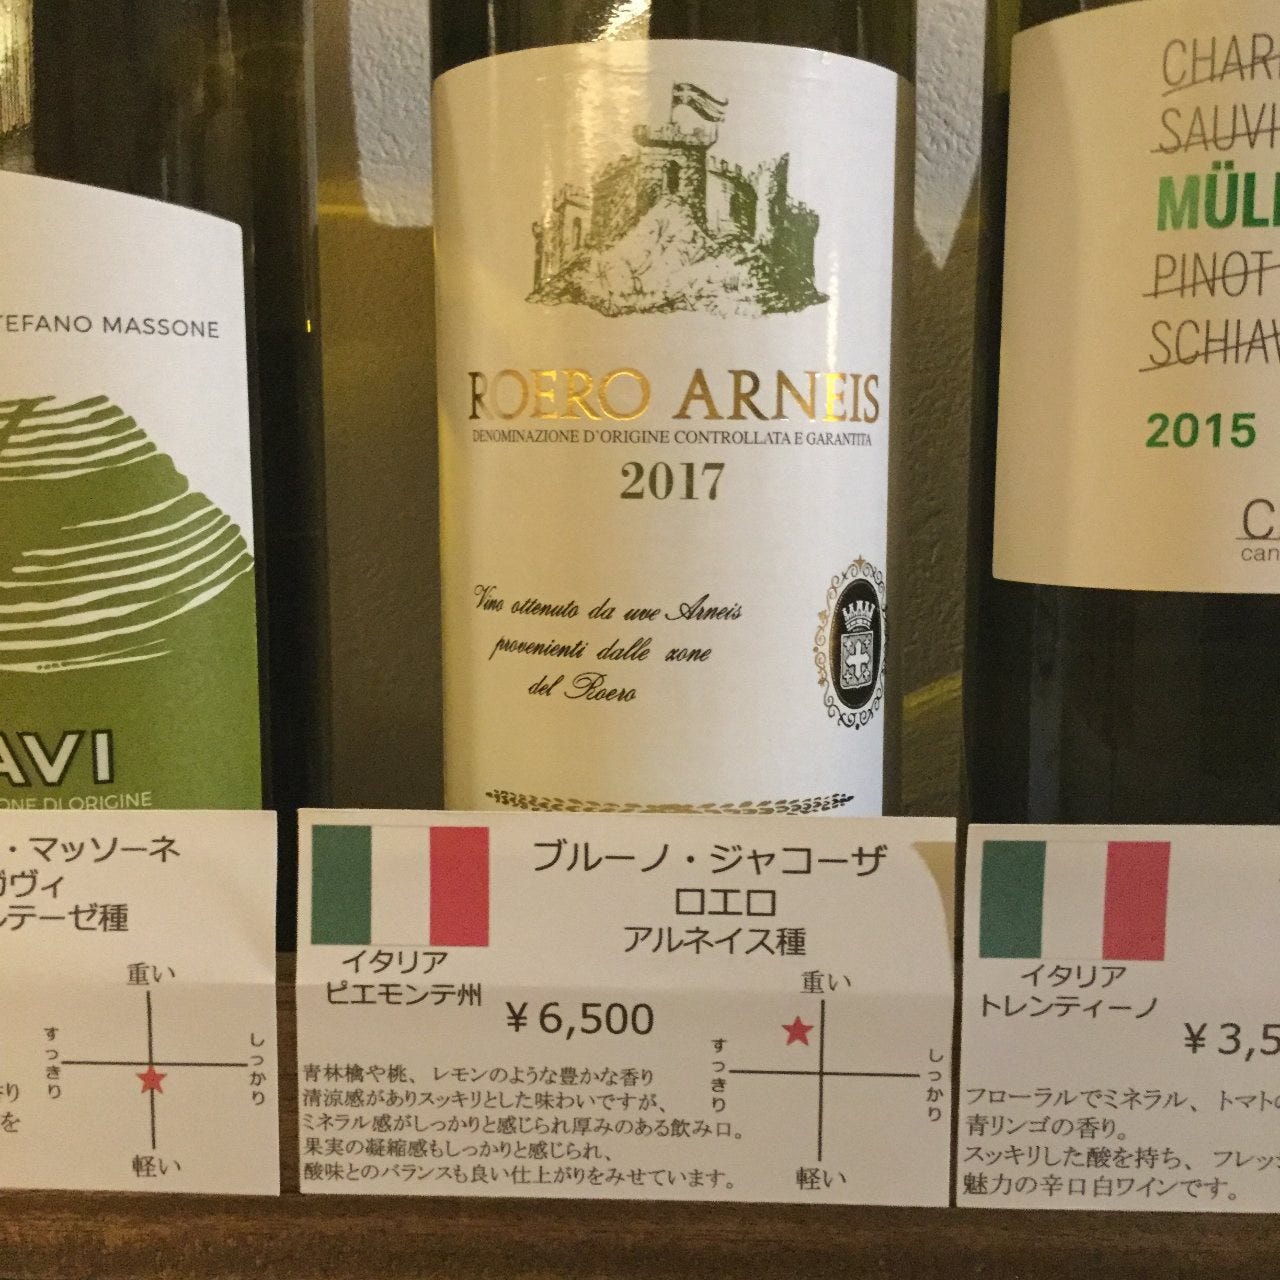 TEFANO MASSONE
AVI
ONE DI ORIGINE
・マッソーネ
ガヴィ
テーゼ種
重い
すっきり
しっかり
軽い
を
ROERO ARNEIS
DENOMINAZIONE D'ORIGINE CONTROLLATA E GARANTITA
2017
Vino ottenuto da uve Arneis
provenienti dalle zone
del Roero
ブルーノ・ジャコーザ
ロエロ
アルネイス種
イタリア
ピエモンテ州
¥6,500
重い
すっきり
しっかり
軽い
青林檎や桃、レモンのような豊かな香り
清涼感がありスッキリとした味わいですが、
ミネラル感がしっかりと感じられ厚みのある飲み口。
果実の凝縮感もしっかりと感じられ、
酸味とのバランスも良い仕上がりをみせています。
CHAR
SAUVI
MÜLL
PINOT
SCHIAV
2015
C
can
イタリア
トレンティーノ
¥3,5
フローラルでミネラル、トマトの
青リンゴの香り。
スッキリした酸を持ち、フレッシ
魅力の辛口白ワインです。